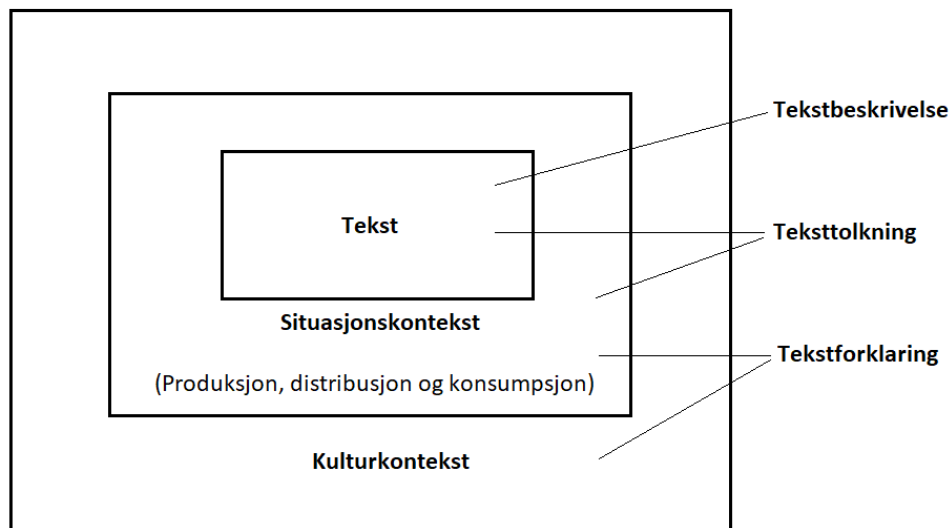 Tekstbeskrivelse
Tekst
Teksttolkning
Situasjonskontekst
Tekstforklaring
(Produksjon, distribusjon og konsumpsjon)
Kulturkontekst